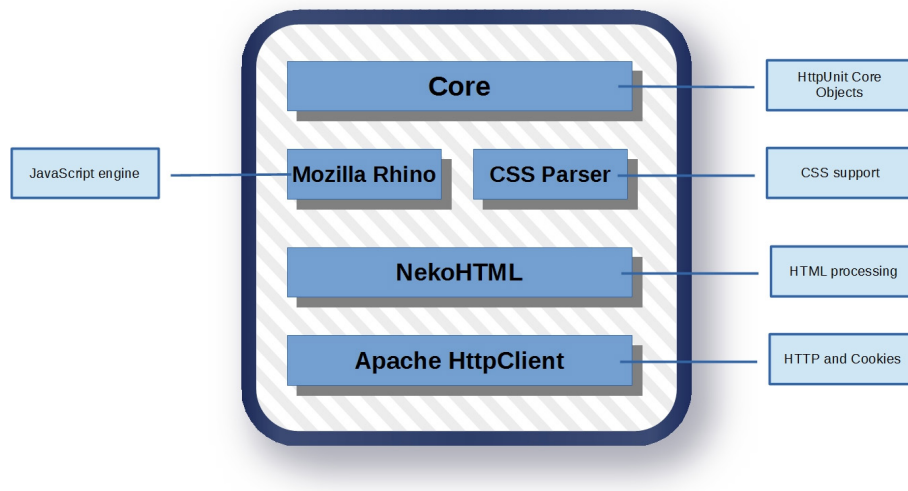 Core
HttpUnit Core
Objects
JavaScript engine
Mozilla Rhino
CSS Parser
CSS support
NekoHTML
HTML processing
Apache HttpClient
HTTP and Cookies